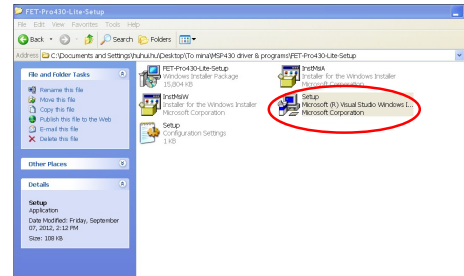 FET-Pro430-Lite-Setup
File Edit View Favorites Tools Help
Back Search Folders
Address C:\Documents and Settings\huihui.hu\Desktop\To mina\MSP430 driver & programs\FET-Pro430-Lite-Setup
File and Folder Tasks
Rename this file
Move this file
Copy this file
Publish this file to the Web
E-mail this file
Delete this file
Other Places
Details
Setup
Application
Date Modified: Friday, September
07, 2012, 2:12 PM
Size: 108 KB
FET-Pro430-Lite-Setup
Windows Installer Package
15,804 KB
InstMsiA
Installer for the Windows Installer
Microsoft Corporation
InstMsiW
Installer for the Windows Installer
Microsoft Corporation
Setup
Microsoft (R) Visual Studio Windows I...
Microsoft Corporation
Setup
Configuration Settings
1 KB